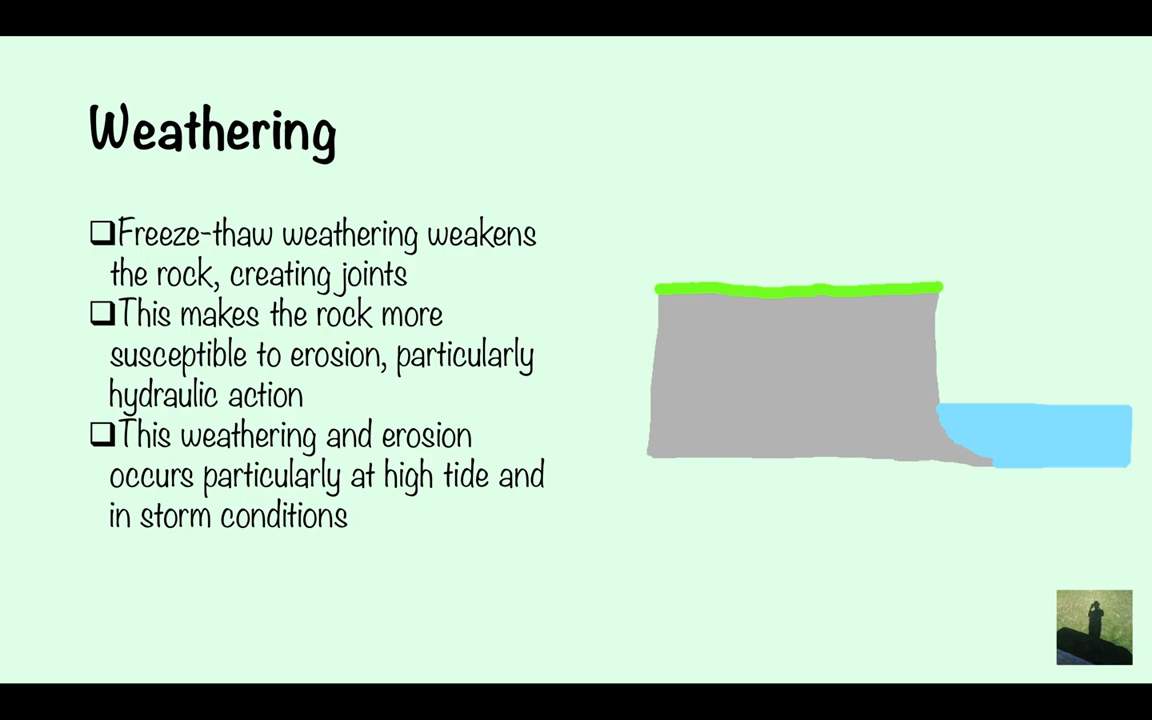 Weathering
❑Freeze-thaw weathering weakens
the rock, creating joints
❑This makes the rock more
susceptible to erosion, particularly
hydraulic action
❑This weathering and erosion
occurs particularly at high tide and
in storm conditions